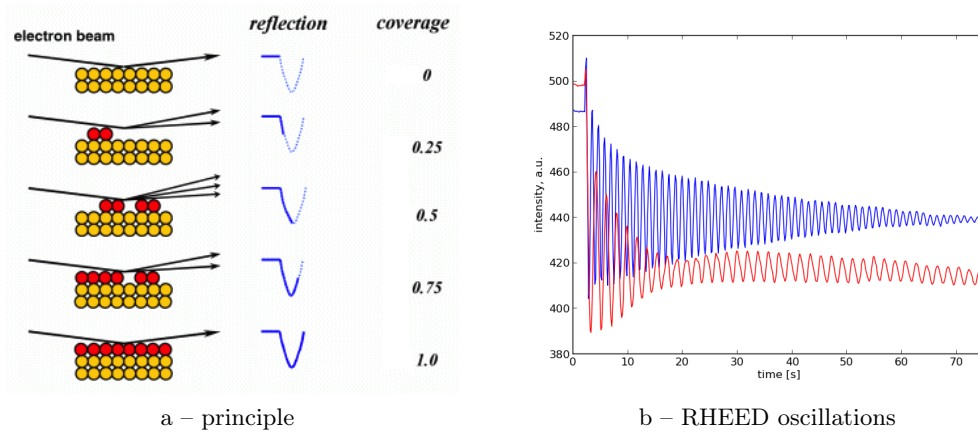 reflection coverage
electron beam
0
0.25
0.5
0.75
1.0
a – principle
520
500
480
460
440
420
400
380
intensity, a.u.
0 10 20 30 40 50 60 70
time [s]
b – RHEED oscillations